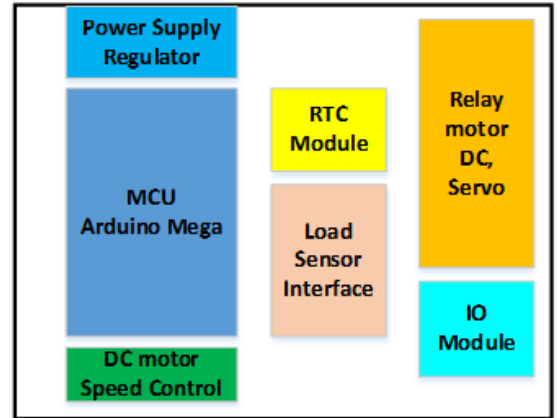 Power Supply
Regulator
MCU
Arduino Mega
DC motor
Speed Control
RTC
Module
Load
Sensor
Interface
Relay
motor
DC,
Servo
IO
Module